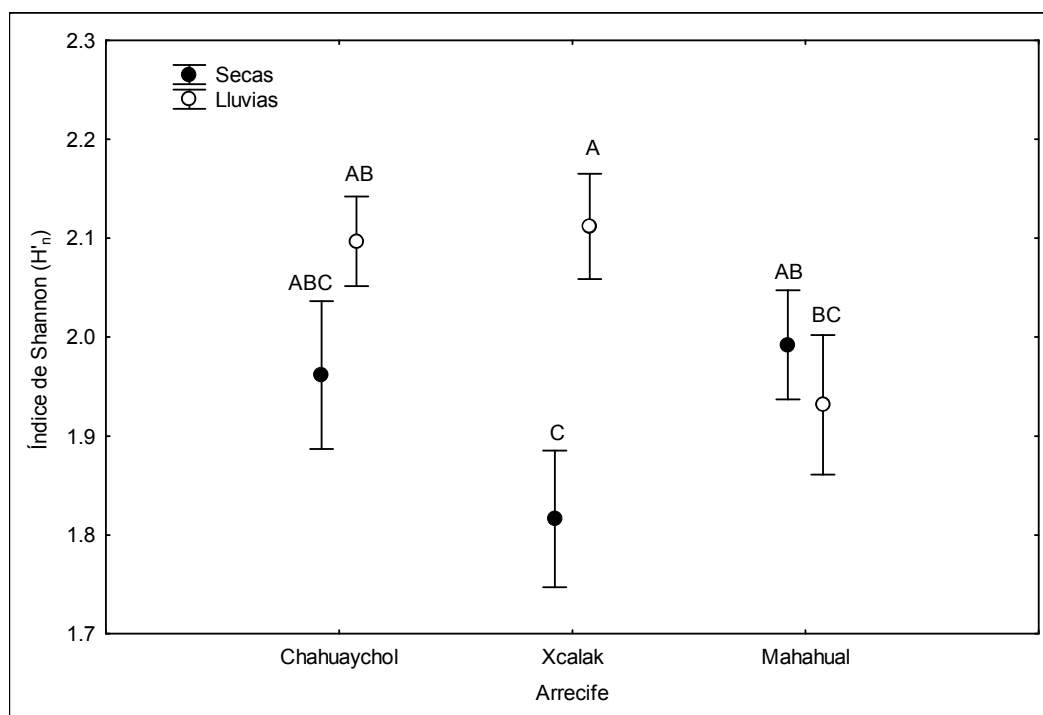 2.3
Secas
Lluvias
2.2
A
AB
2.1
ABC
AB
BC
2.0
1.9
C
1.8
1.7
Índice de Shannon (H'n)
Chahuaychol Xcalak Mahahual
Arrecife